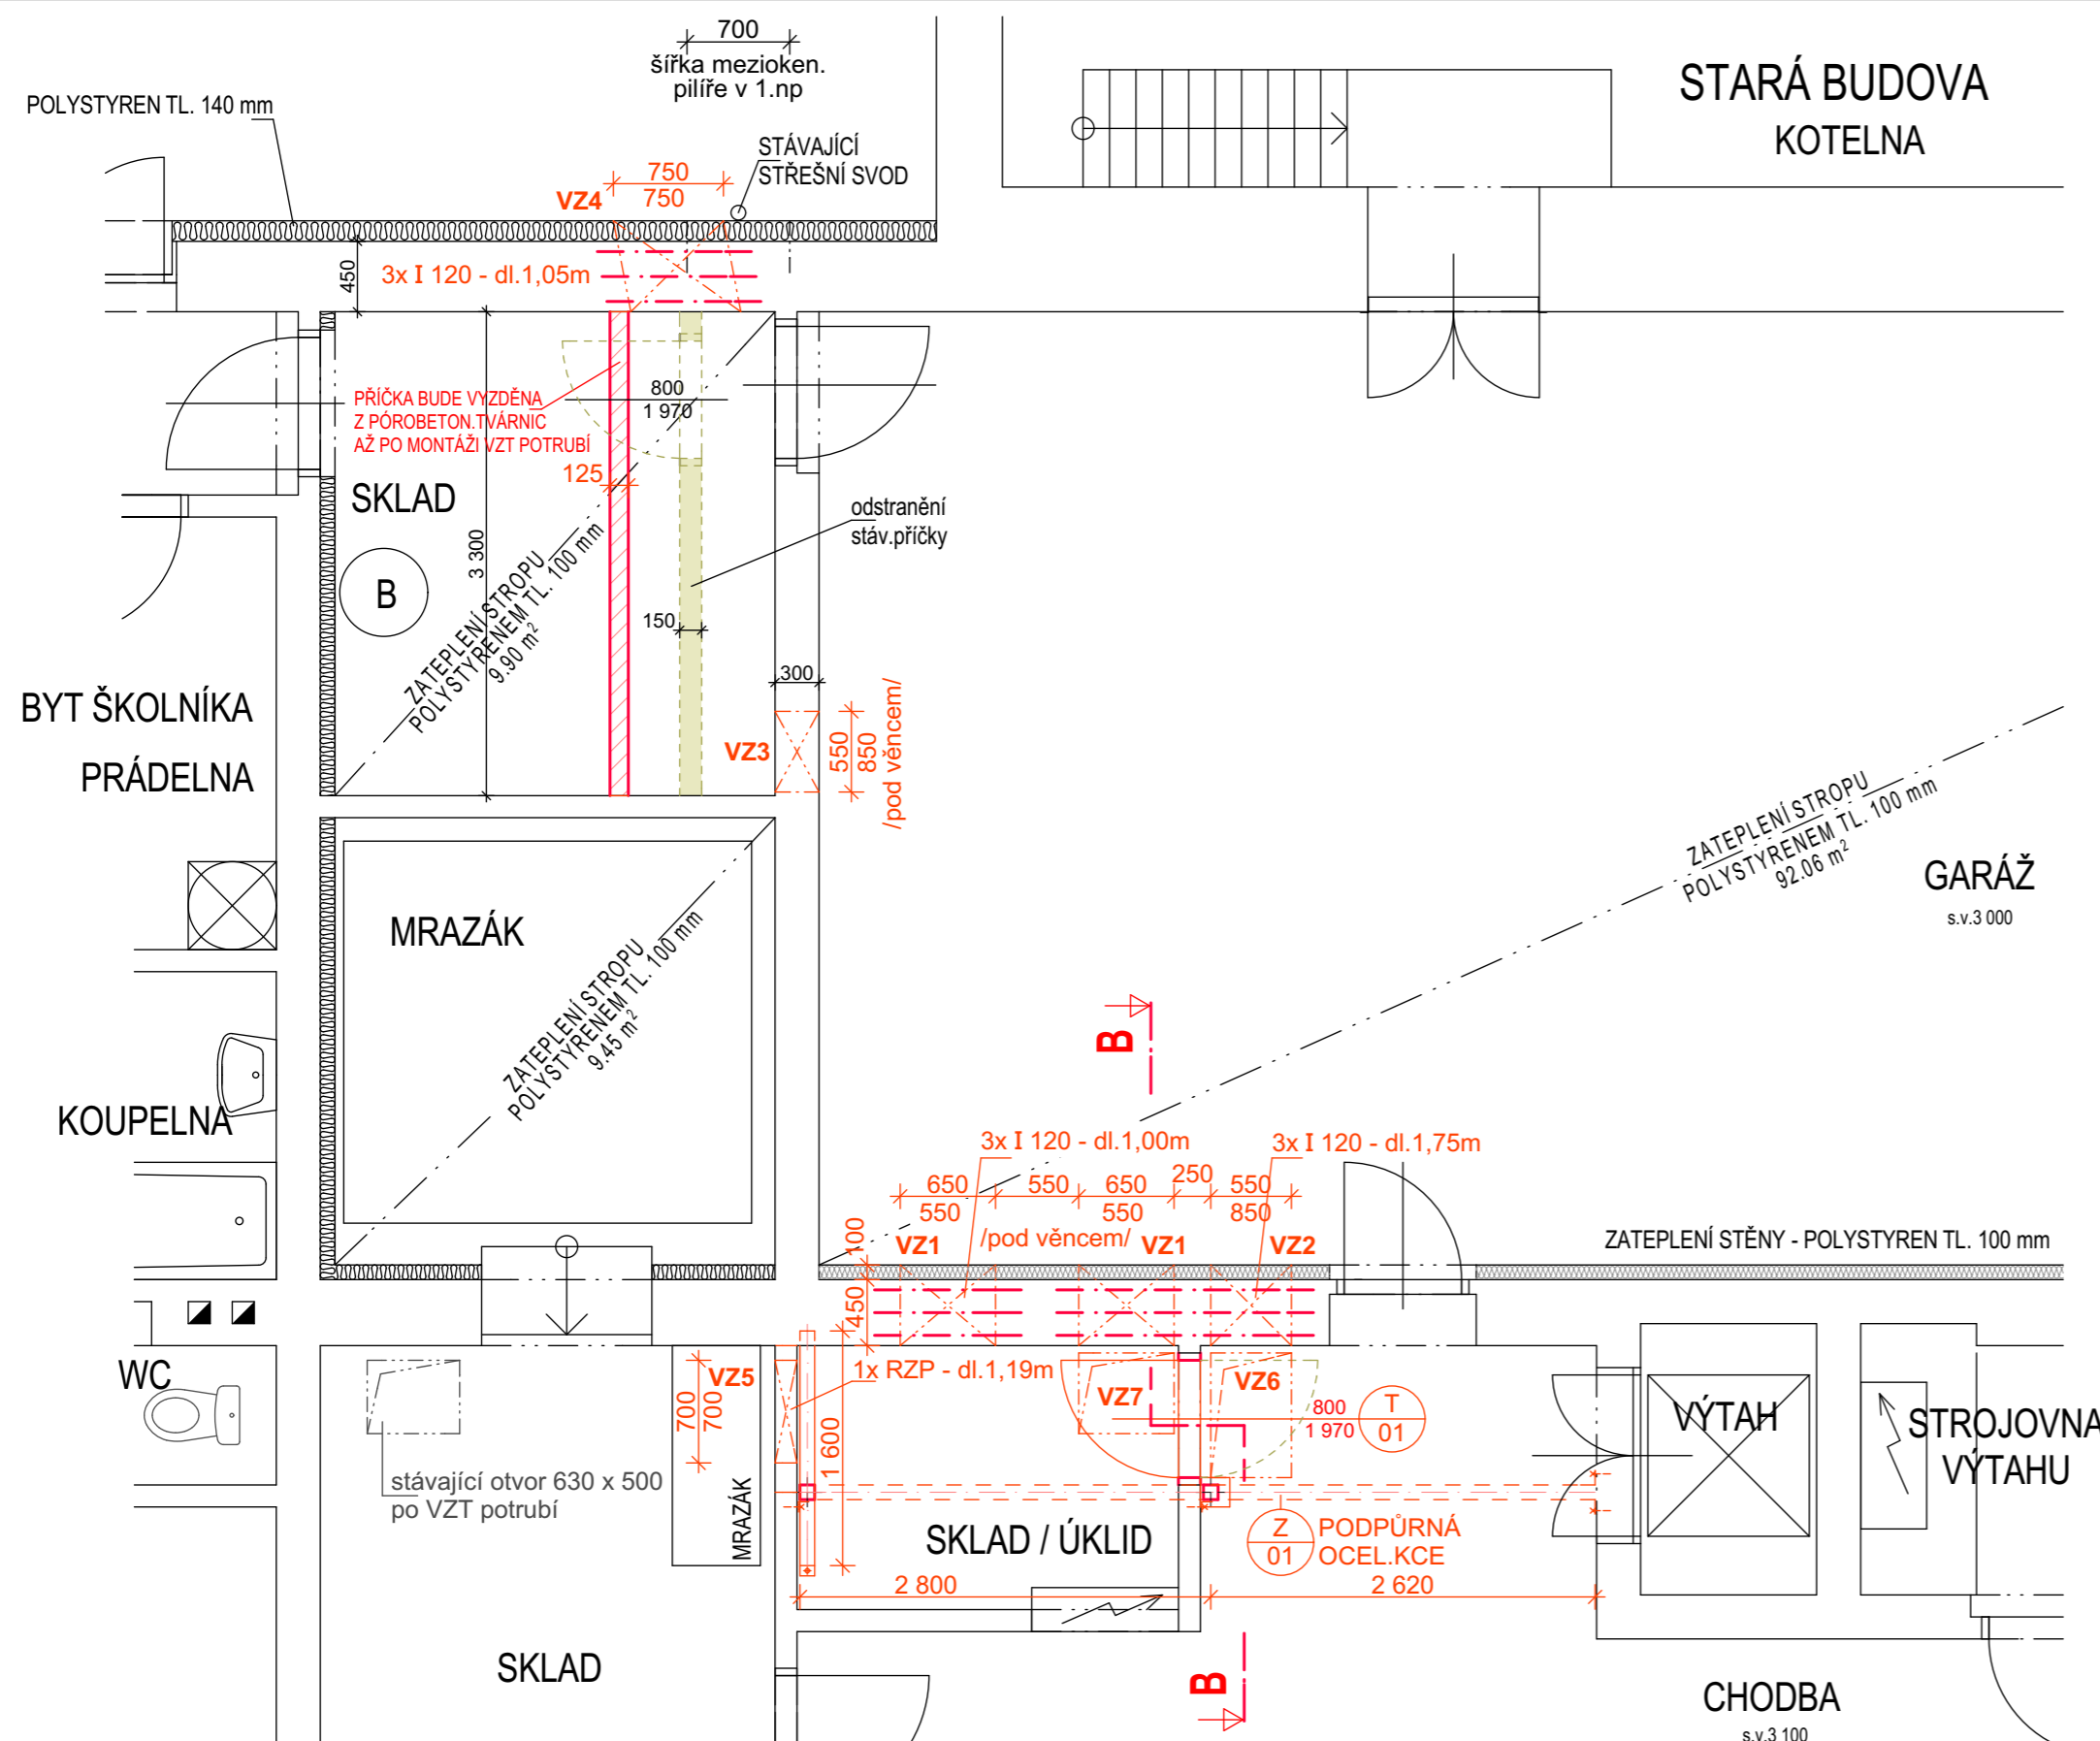 700
šířka mezioken.
pilíře v 1.np
STARÁ BUDOVA
KOTELNA
POLYSTYREN TL. 140 mm
STÁVAJÍCÍ
STŘEŠNÍ SVOD
750
750
VZ4
450
3x I 120 - dl.1,05m
PŘÍČKA BUDE VYZDĚNA
Z PÓROBETON.TVÁRNIC
AŽ PO MONTÁŽI VZT POTRUBÍ
800
1 970
125
SKLAD
B
3 300
ZATEPLENÍ STROPU
POLYSTYRENEM TL. 100 mm
9.90 m²
odstranění
stáv.příčky
150
300
VZ3
550
850
/pod věncem/
BYT ŠKOLNÍKA
PRÁDELNA
MRAZÁK
ZATEPLENÍ STROPU
POLYSTYRENEM TL. 100 mm
9.45 m²
ZATEPLENÍ STROPU
POLYSTYRENEM TL. 100 mm
92.06 m²
GARÁŽ
s.v.3 000
B
KOUPELNA
3x I 120 - dl.1,00m
3x I 120 - dl.1,75m
650
550
550
650
550
250
550
850
/pod věncem/
VZ1
VZ1
VZ2
100
450
ZATEPLENÍ STĚNY - POLYSTYREN TL. 100 mm
WC
VZ5
700
700
1x RZP - dl.1,19m
1 600
VZ7
VZ6
800
1 970
T
01
VÝTAH
STROJOVNA
VÝTAHU
stávající otvor 630 x 500
po VZT potrubí
MRAZÁK
SKLAD / ÚKLID
Z
01
PODPŮRNÁ
OCEL.KCE
2 800
2 620
SKLAD
B
CHODBA
s.v.3 100